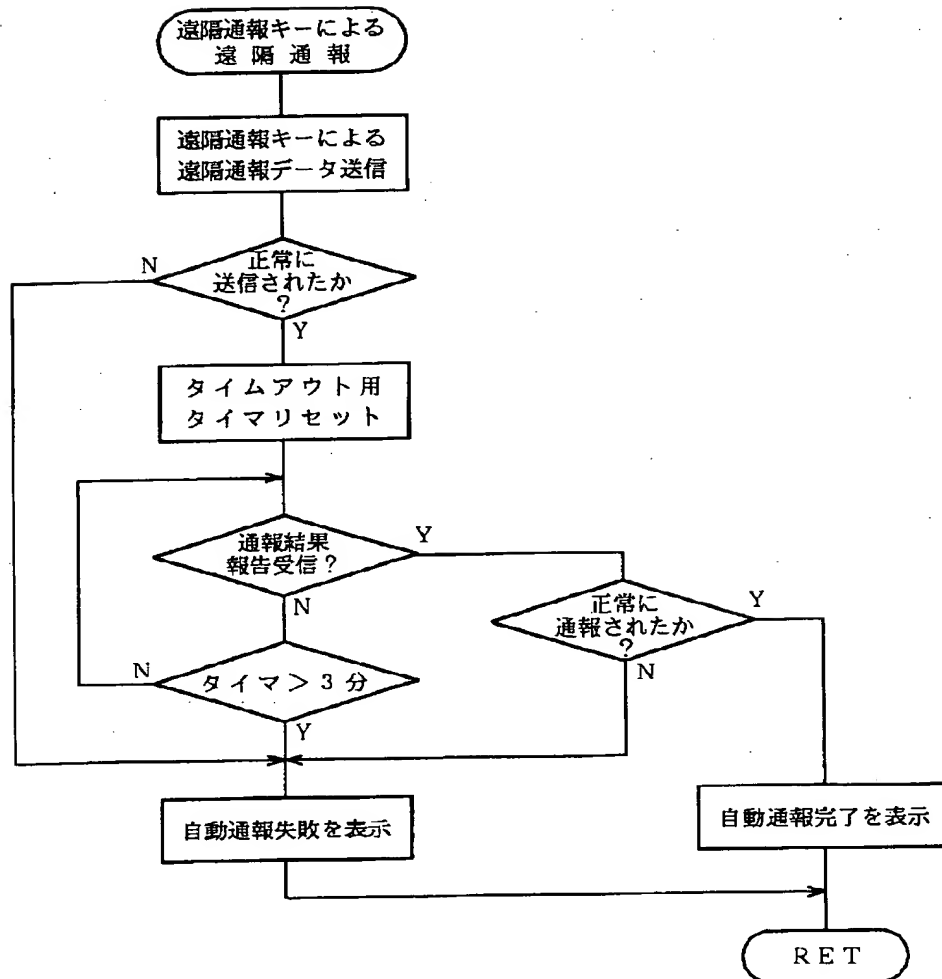 遠隔通報キーによる
遠隔通報
遠隔通報キーによる
遠隔通報データ送信
正常に
送信されたか
?
N
Y
タイムアウト用
タイマリセット
通報結果
報告受信?
Y
N
正常に
通報されたか
?
Y
N
タイマ>3分
N
Y
自動通報失敗を表示
自動通報完了を表示
RET